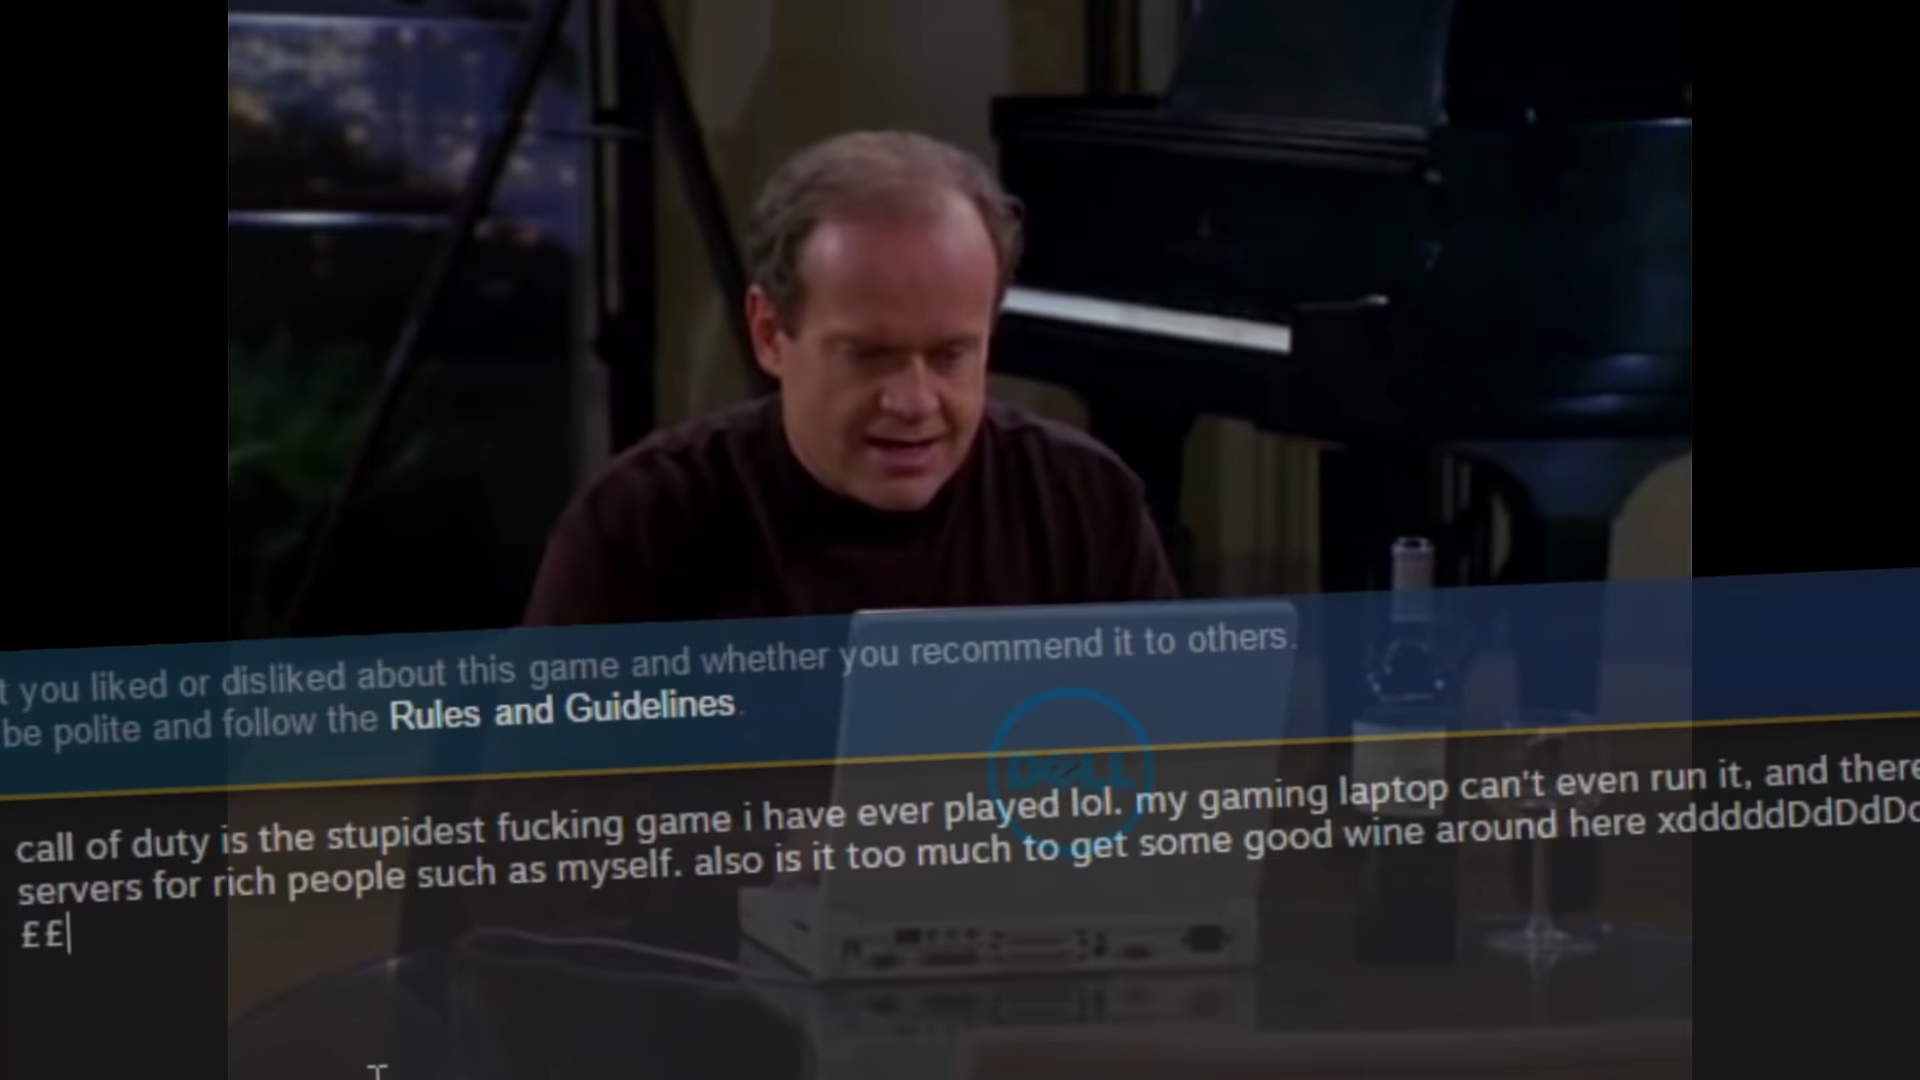 t you liked or disliked about this game and whether you recommend it to others.
be polite and follow the Rules and Guidelines.
DELL
call of duty is the stupidest fucking game i have ever played lol. my gaming laptop can't even run it, and there
servers for rich people such as myself. also is it too much to get some good wine around here xdddddDdDdDd
££